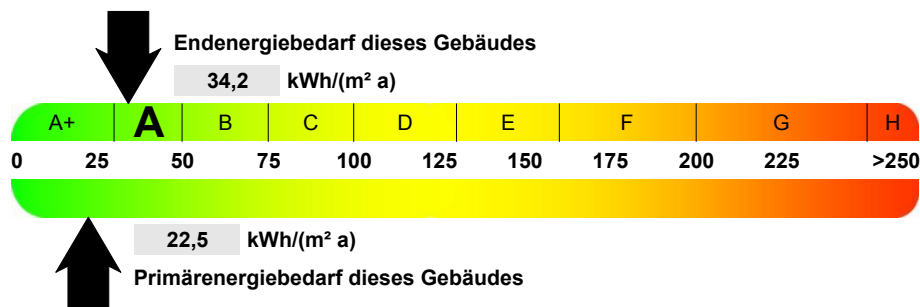 Endenergiebedarf dieses Gebäudes
34,2 kWh/(m² a)
A+ A B C D E F G H
0 25 50 75 100 125 150 175 200 225 >250
22,5 kWh/(m² a)
Primärenergiebedarf dieses Gebäudes